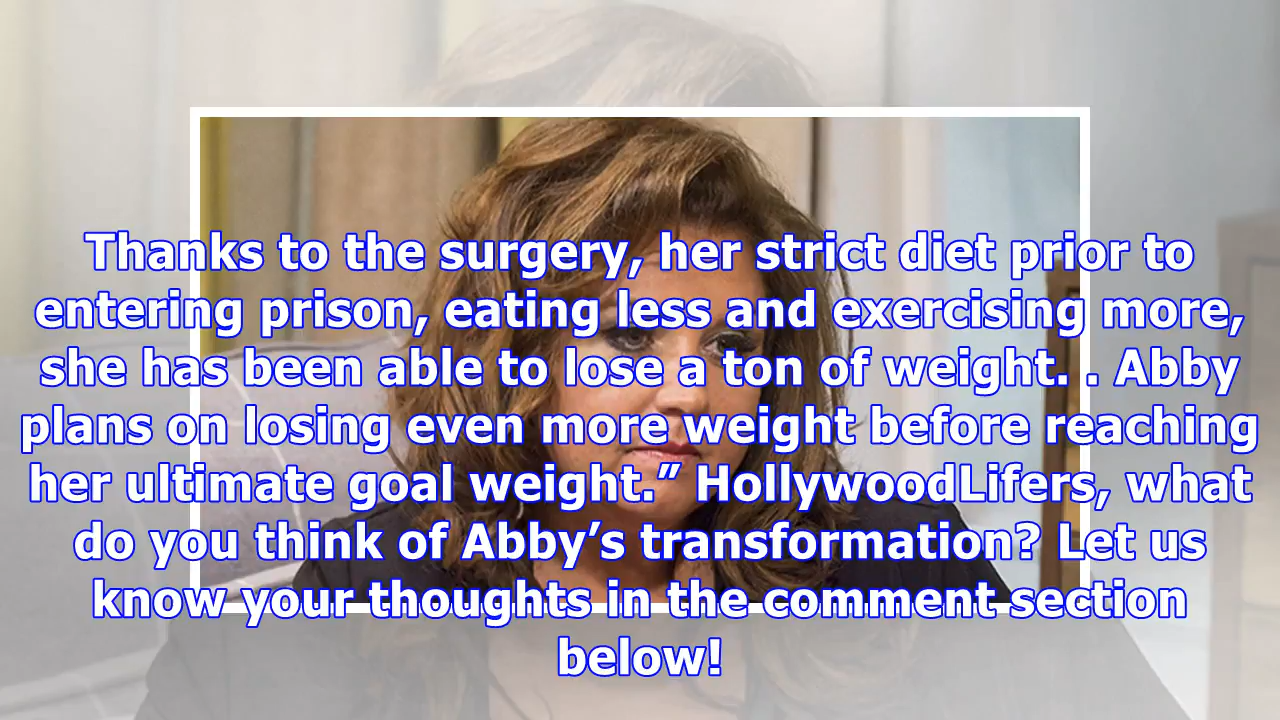 Thanks to the surgery, her strict diet prior to
entering prison, eating less and exercising more,
she has been able to lose a ton of weight. . Abby
plans on losing even more weight before reaching
her ultimate goal weight.” HollywoodLifers, what
do you think of Abby’s transformation? Let us
know your thoughts in the comment section
below!